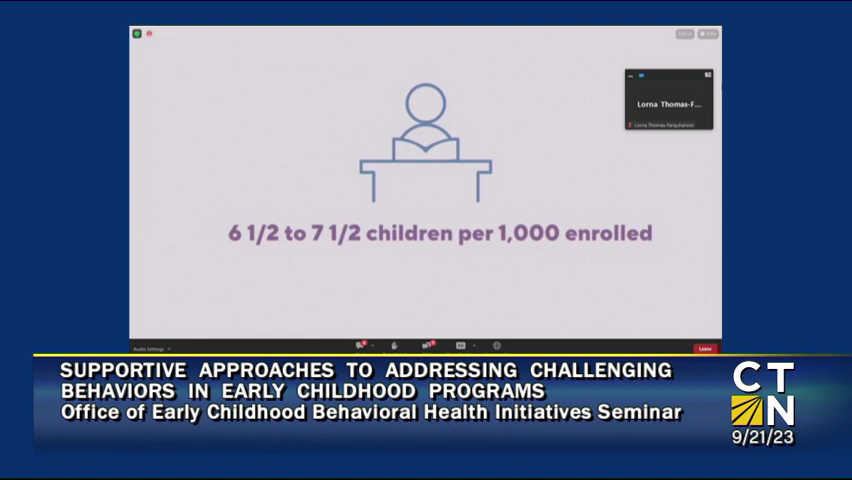 Lorna Thomas-F...
Lorna Thomas Farquharson
6 1/2 to 7 1/2 children per 1,000 enrolled
Audio Settings
Leave
SUPPORTIVE APPROACHES TO ADDRESSING CHALLENGING
BEHAVIORS IN EARLY CHILDHOOD PROGRAMS
Office of Early Childhood Behavioral Health Initiatives Seminar
CT
N
9/21/23